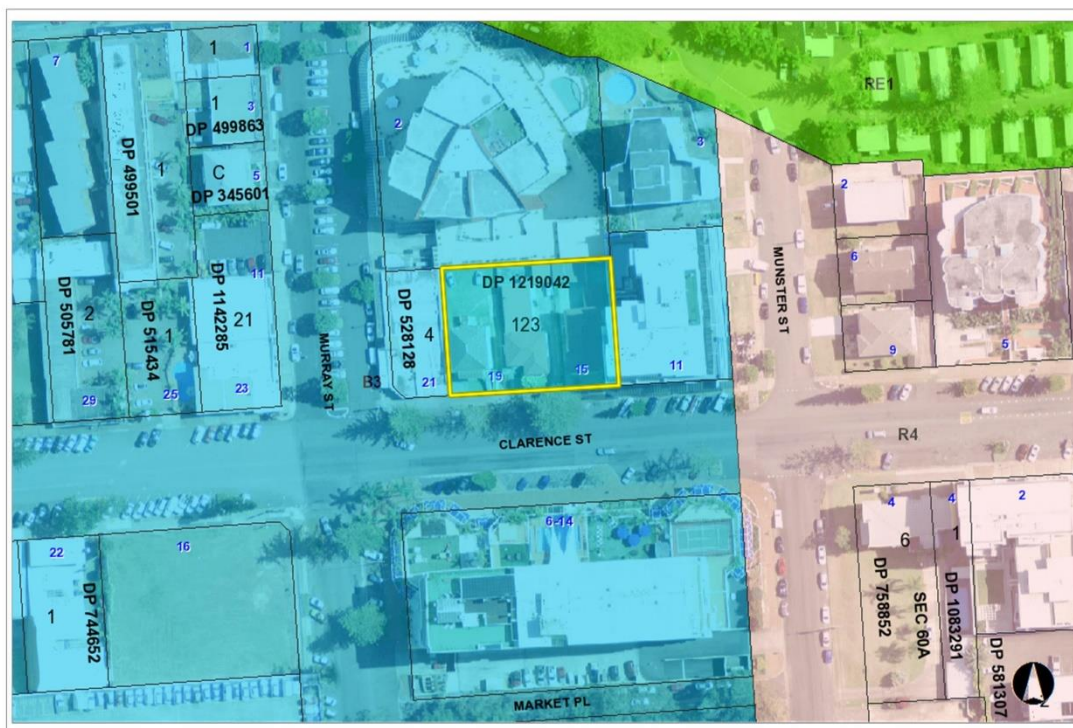 7
1
1
1
3
DP 499863
DP 499501
1
C
5
DP 345601
2
3
RE1
2
MUNSTER ST
6
DP 1219042
123
DP 1142285
11
21
DP 505781
2
DP 515434
1
DP 528128
4
MURRAY ST
B3
29
25
23
21
19
15
11
9
5
CLARENCE ST
R4
22
16
6-14
4
4
2
6
1
1
DP 744652
DP 758852
SEC 60A
DP 1083291
DP 581307
MARKET PL
Z